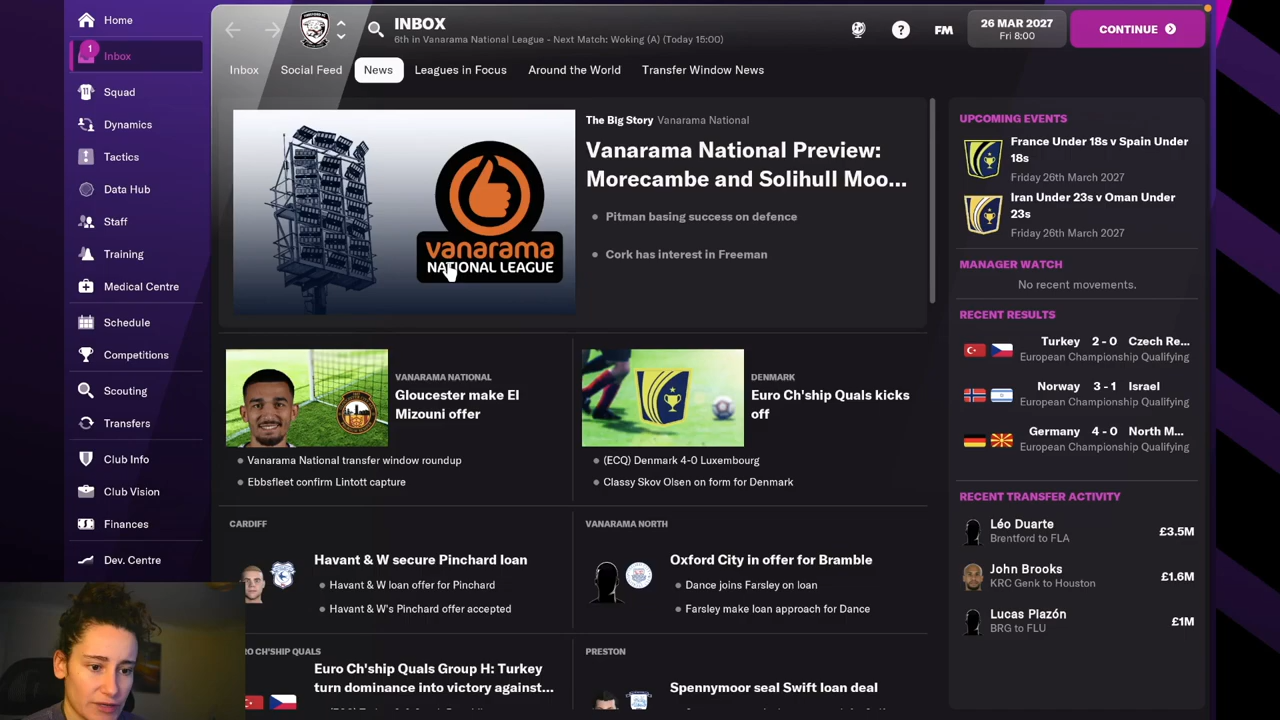 Home
1
Inbox
Squad
Dynamics
Tactics
Data Hub
Staff
Training
Medical Centre
Schedule
Competitions
Scouting
Transfers
Club Info
Club Vision
Finances
Dev. Centre
INBOX
6th in Vanarama National League - Next Match: Woking (A) (Today 15:00)
?
FM
26 MAR 2027
Fri 8:00
CONTINUE
Inbox
Social Feed
News
Leagues in Focus
Around the World
Transfer Window News
vanarama
NATIONAL LEAGUE
The Big Story Vanarama National
Vanarama National Preview:
Morecambe and Solihull Moo...
Pitman basing success on defence
Cork has interest in Freeman
VANARAMA NATIONAL
Gloucester make El
Mizouni offer
Vanarama National transfer window roundup
Ebbsfleet confirm Lintott capture
DENMARK
Euro Ch'ship Quals kicks
off
(ECQ) Denmark 4-0 Luxembourg
Classy Skov Olsen on form for Denmark
CARDIFF
Havant & W secure Pinchard loan
Havant & W loan offer for Pinchard
Havant & W's Pinchard offer accepted
VANARAMA NORTH
Oxford City in offer for Bramble
Dance joins Farsley on loan
Farsley make loan approach for Dance
RO CH'SHIP QUALS
Euro Ch'ship Quals Group H: Turkey
turn dominance into victory against...
PRESTON
Spennymoor seal Swift loan deal
UPCOMING EVENTS
France Under 18s v Spain Under
18s
Friday 26th March 2027
Iran Under 23s v Oman Under
23s
Friday 26th March 2027
MANAGER WATCH
No recent movements.
RECENT RESULTS
Turkey 2 - 0 Czech Re...
European Championship Qualifying
Norway 3 - 1 Israel
European Championship Qualifying
Germany 4 - 0 North M...
European Championship Qualifying
RECENT TRANSFER ACTIVITY
Léo Duarte
Brentford to FLA
£3.5M
John Brooks
KRC Genk to Houston
£1.6M
Lucas Piazón
BRG to FLU
£1M